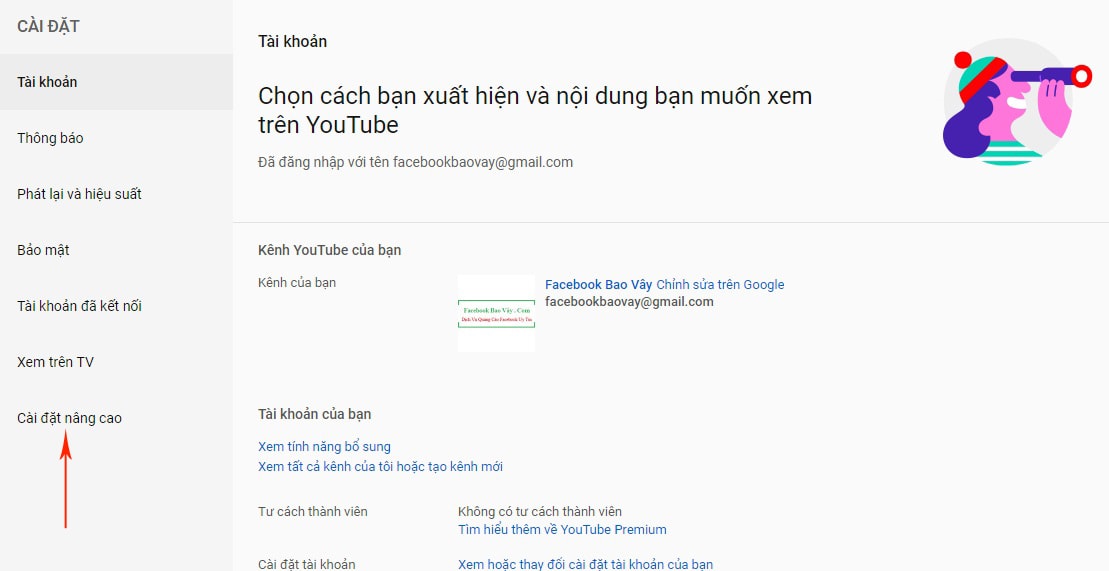 CÀI ĐẶT
Tài khoản
Thông báo
Phát lại và hiệu suất
Bảo mật
Tài khoản đã kết nối
Xem trên TV
Cài đặt nâng cao
Tài khoản
Chọn cách bạn xuất hiện và nội dung bạn muốn xem
trên YouTube
Đã đăng nhập với tên facebookbaovay@gmail.com
Kênh YouTube của bạn
Kênh của bạn
Facebook Bao Vây . Com
Dịch Vụ Quảng Cáo Facebook Uy Tín
Facebook Bao Vây Chỉnh sửa trên Google
facebookbaovay@gmail.com
Tài khoản của bạn
Xem tính năng bổ sung
Xem tất cả kênh của tôi hoặc tạo kênh mới
Tư cách thành viên
Không có tư cách thành viên
Tìm hiểu thêm về YouTube Premium
Cài đặt tài khoản
Xem hoặc thay đổi cài đặt tài khoản của bạn